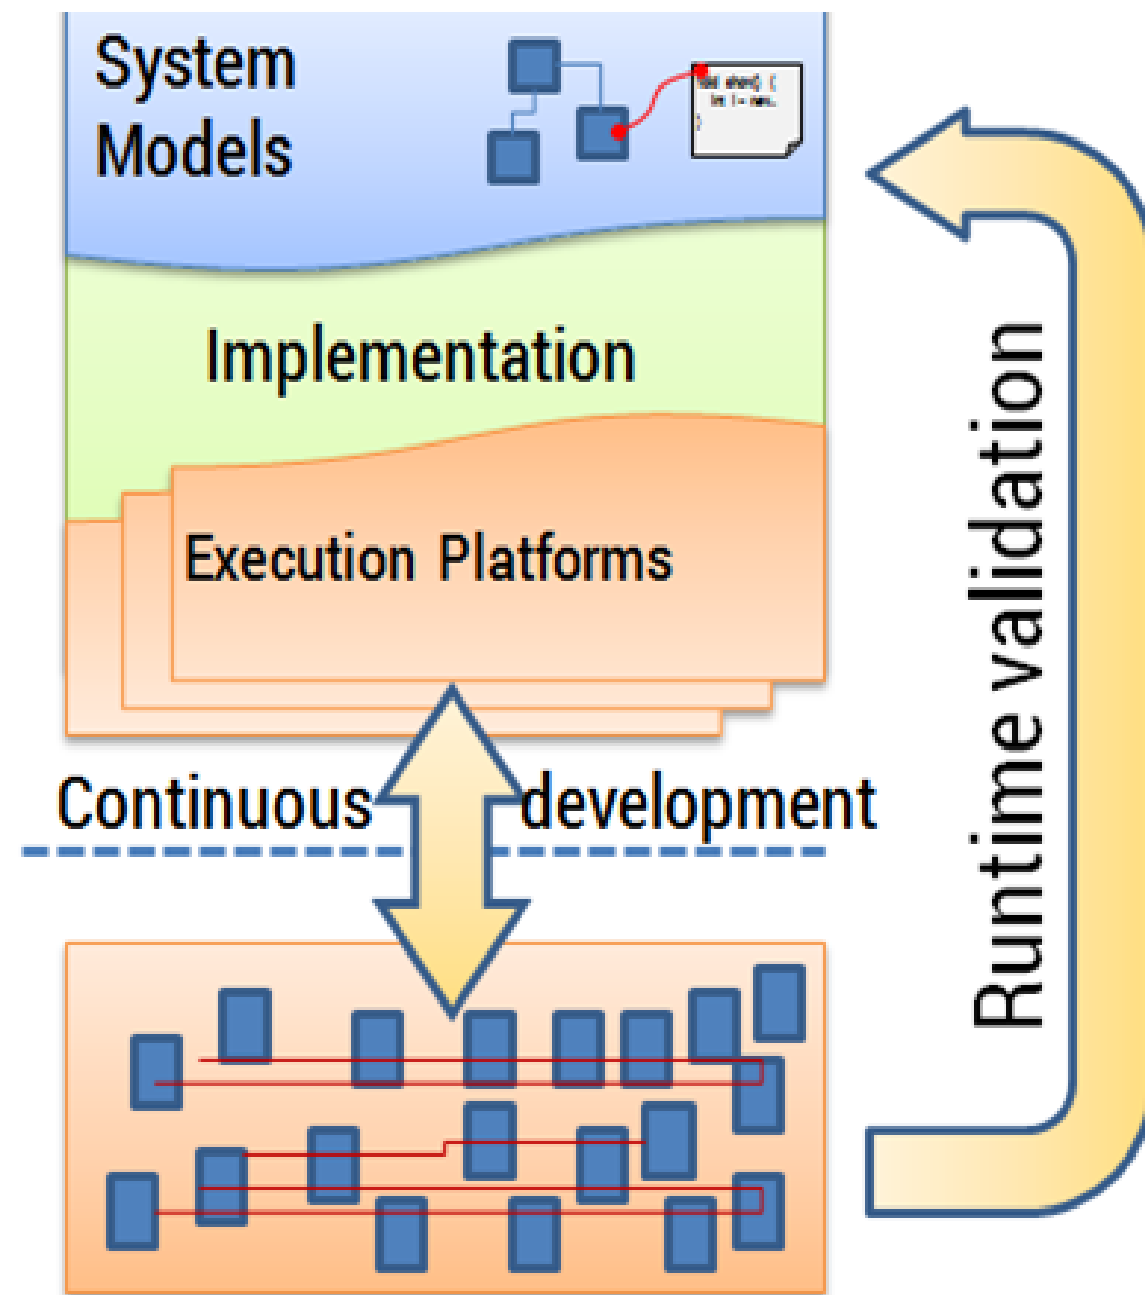 System
Models
Implementation
Execution Platforms
Continuous development
Runtime validation